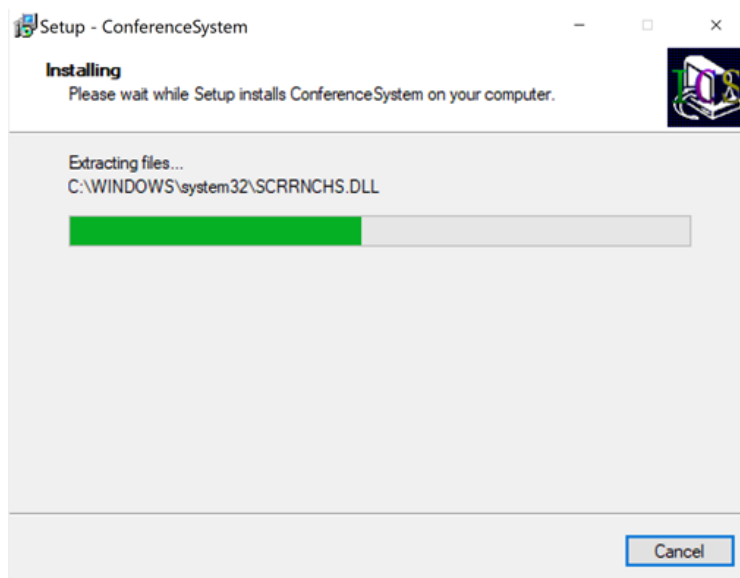 Setup - ConferenceSystem
Installing
Please wait while Setup installs ConferenceSystem on your computer.
ICS
Extracting files...
C:\WINDOWS\system32\SCRRNCHS.DLL
Cancel